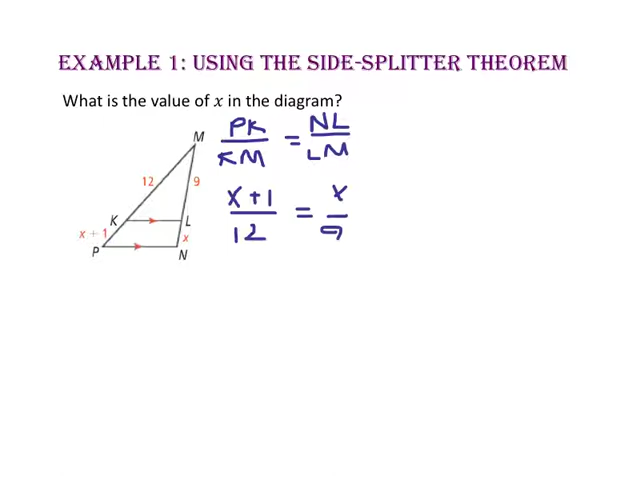 EXAMPLE 1: USING THE SIDE-SPLITTER THEOREM
What is the value of x in the diagram?
PK/KM = NL/LM
M
12
9
K
L
x + 1
x
P
N
x + 1/12 = x/9